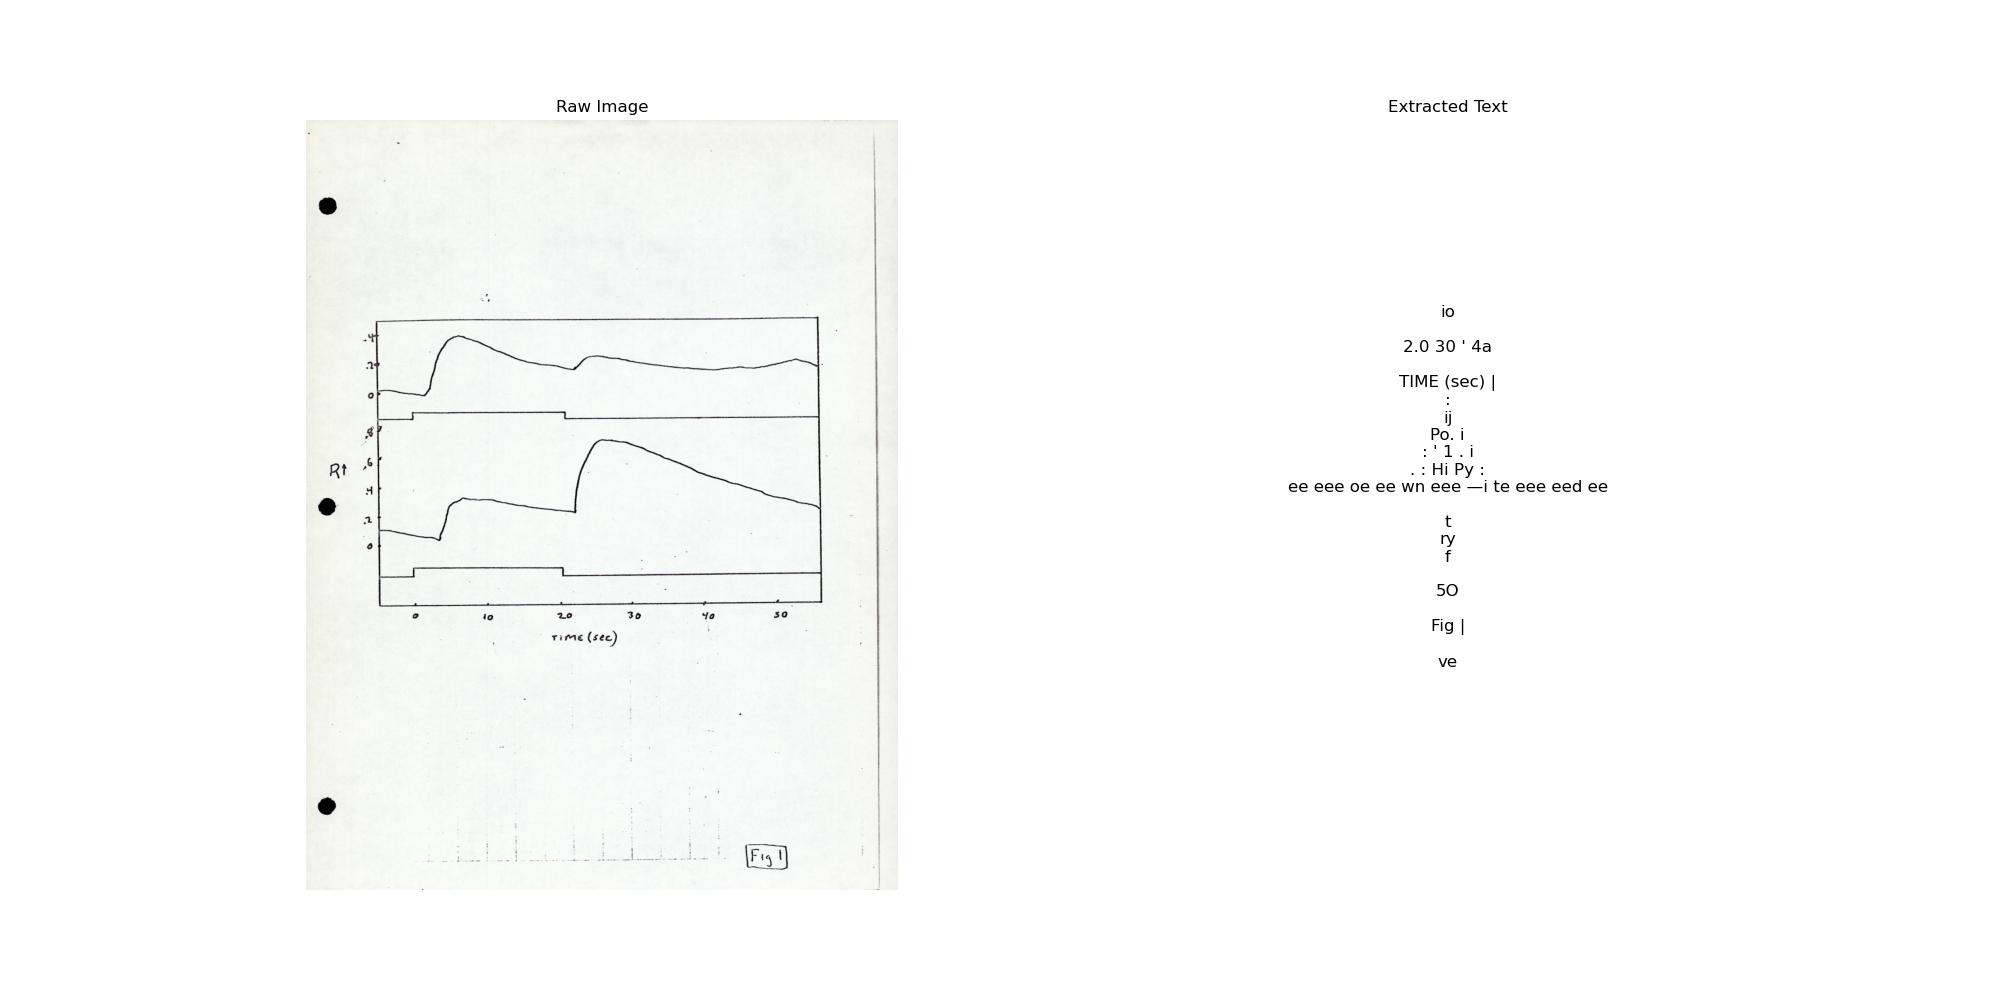 Raw Image
.4
.2
0
.8
.6
R↑
.4
.2
0
0 10 20 30 40 50
TIME (sec)
Fig 1
Extracted Text
io
2.0 30 ' 4a
TIME (sec) |
:
ij
Po. i
: ' 1 . i
. : Hi Py :
ee eee oe ee wn eee —i te eee eed ee
t
ry
f
5O
Fig |
ve